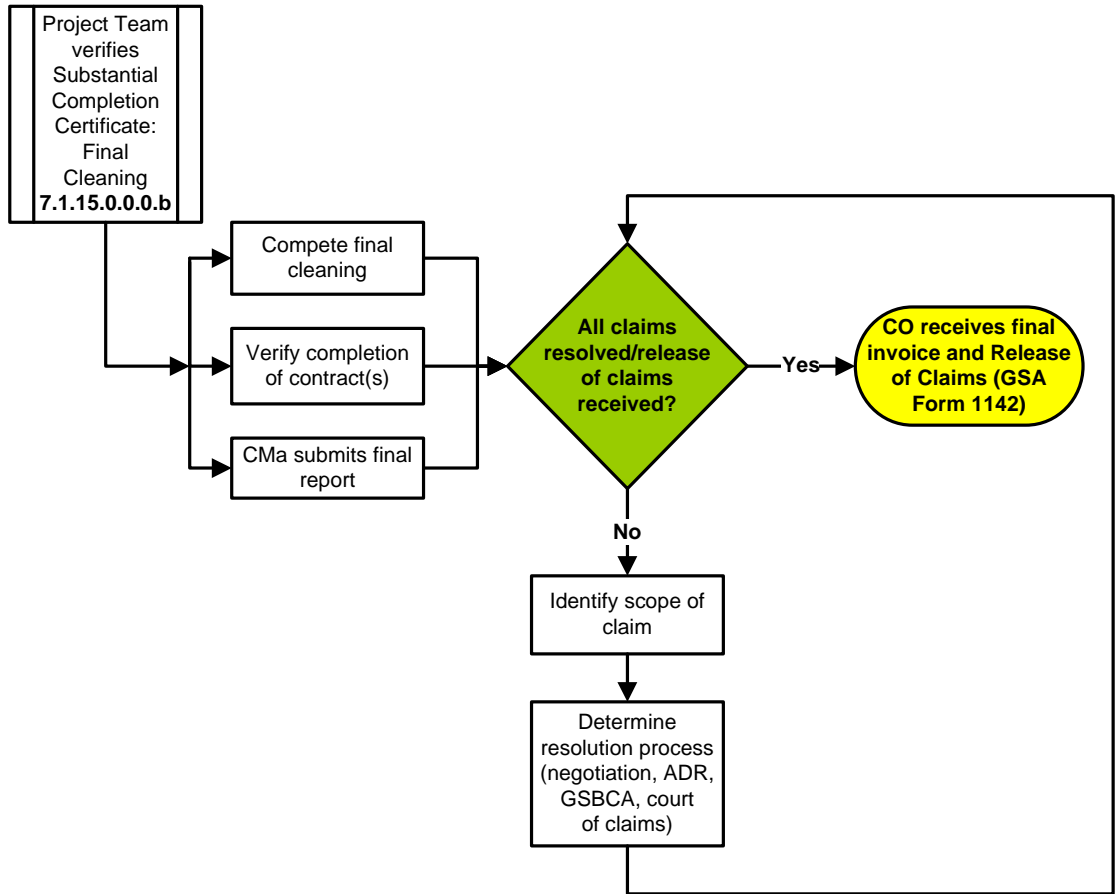 Project Team
verifies
Substantial
Completion
Certificate:
Final
Cleaning
7.1.15.0.0.0.b
Compete final
cleaning
Verify completion
of contract(s)
CMa submits final
report
All claims
resolved/release
of claims
received?
Yes
CO receives final
invoice and Release
of Claims (GSA
Form 1142)
No
Identify scope of
claim
Determine
resolution process
(negotiation, ADR,
GSBCA, court
of claims)